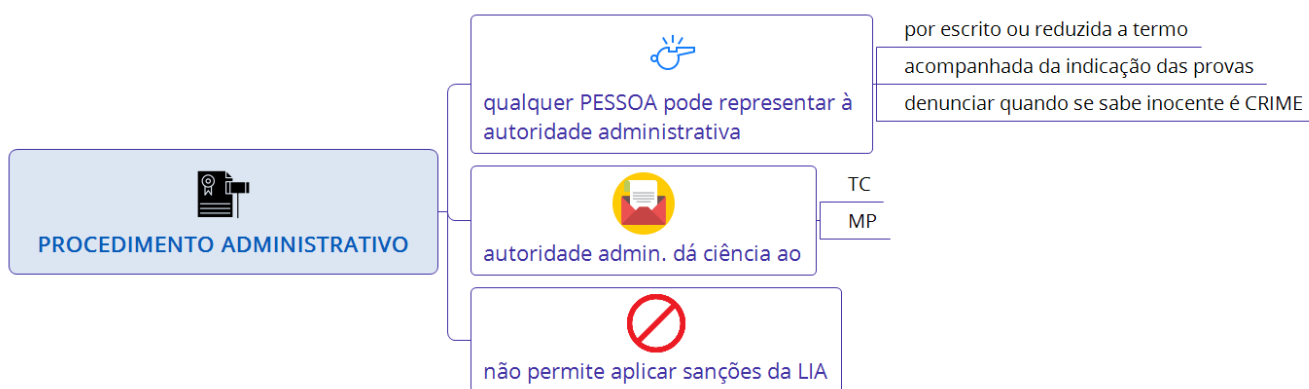 PROCEDIMENTO ADMINISTRATIVO
qualquer PESSOA pode representar à
autoridade administrativa
por escrito ou reduzida a termo
acompanhada da indicação das provas
denunciar quando se sabe inocente é CRIME
autoridade admin. dá ciência ao
TC
MP
não permite aplicar sanções da LIA